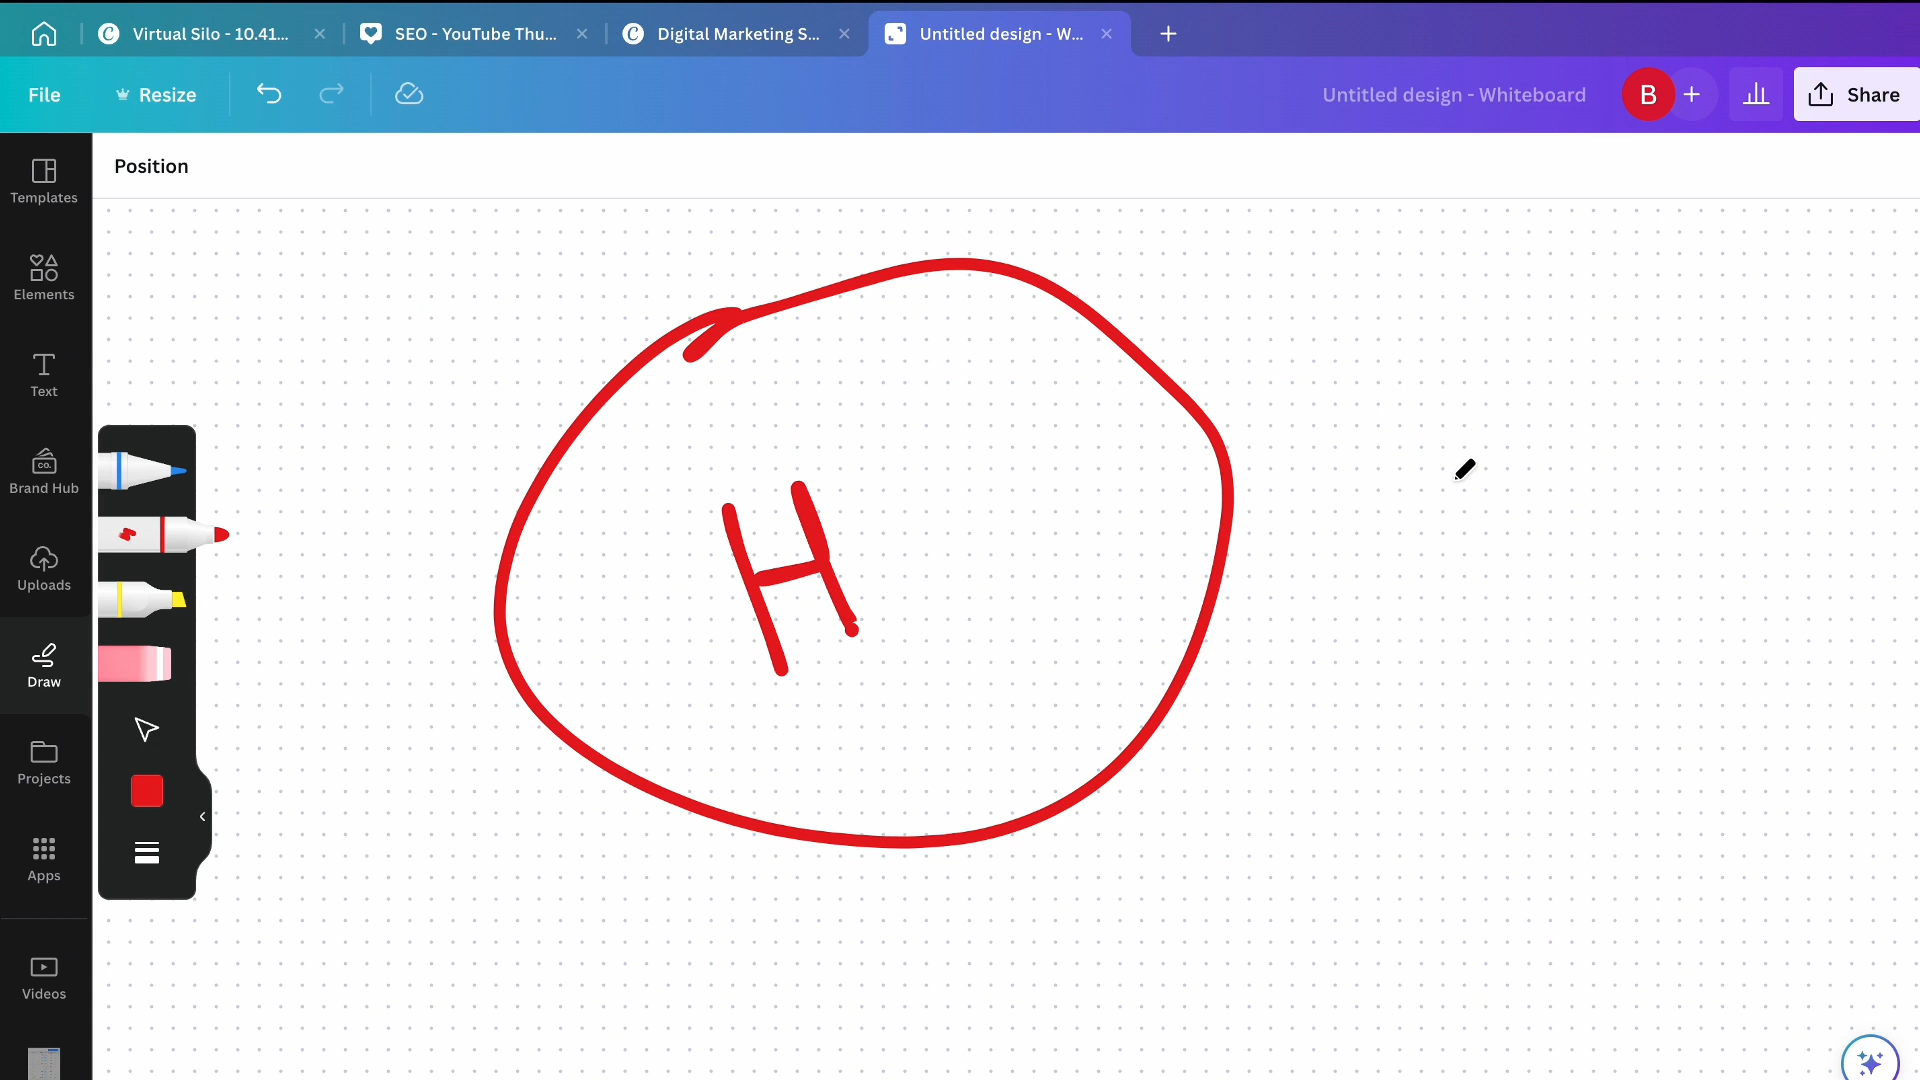 Virtual Silo - 10.41...
SEO - YouTube Thu...
Digital Marketing S...
Untitled design - W...
File
Resize
Untitled design - Whiteboard
B
Share
Position
Templates
Elements
Text
CO.
Brand Hub
Uploads
Draw
Projects
Apps
Videos
H